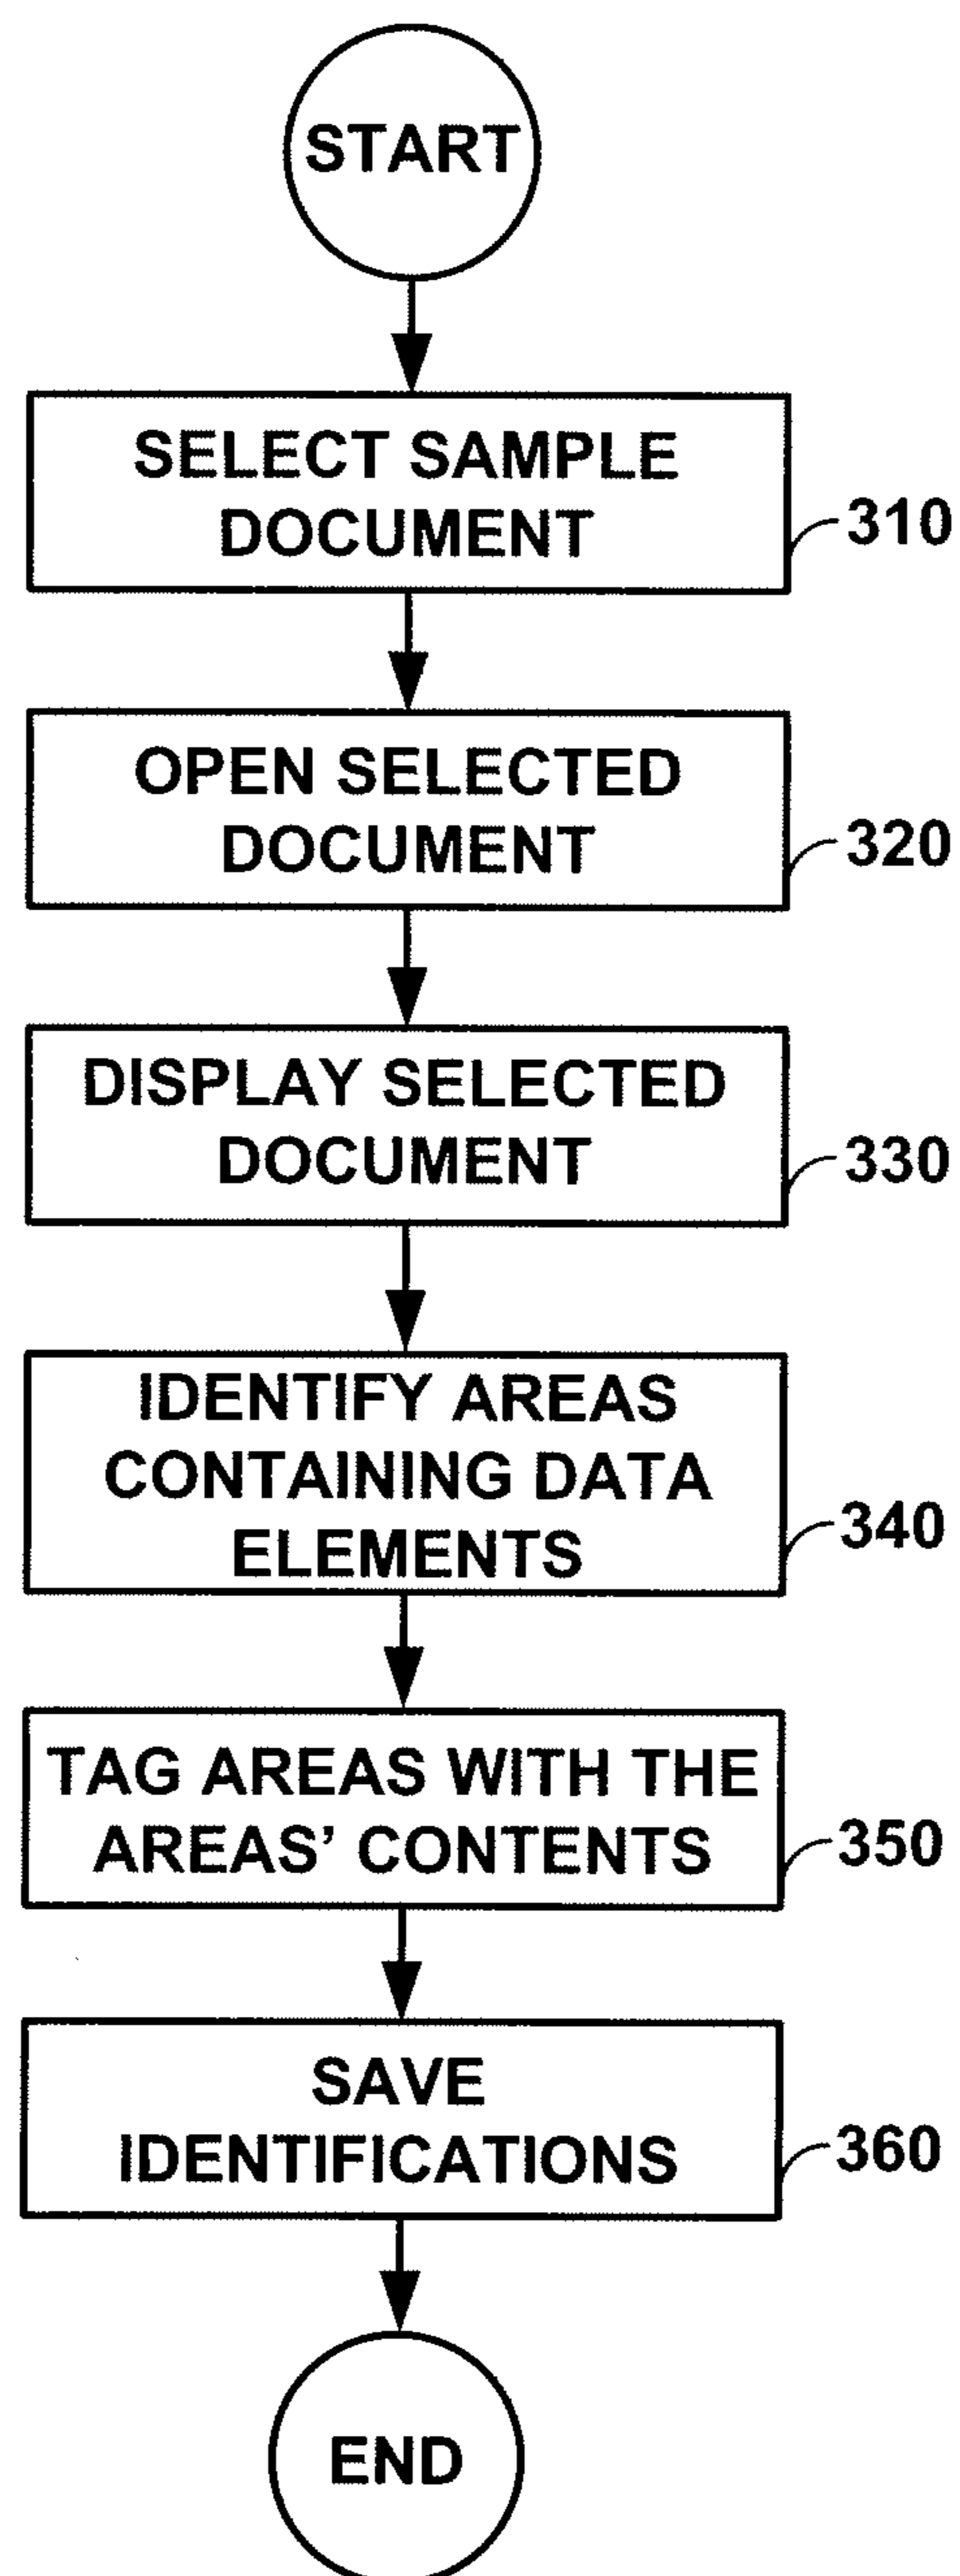 START
SELECT SAMPLE
DOCUMENT
310
OPEN SELECTED
DOCUMENT
320
DISPLAY SELECTED
DOCUMENT
330
IDENTIFY AREAS
CONTAINING DATA
ELEMENTS
340
TAG AREAS WITH THE
AREAS’ CONTENTS
350
SAVE
IDENTIFICATIONS
360
END